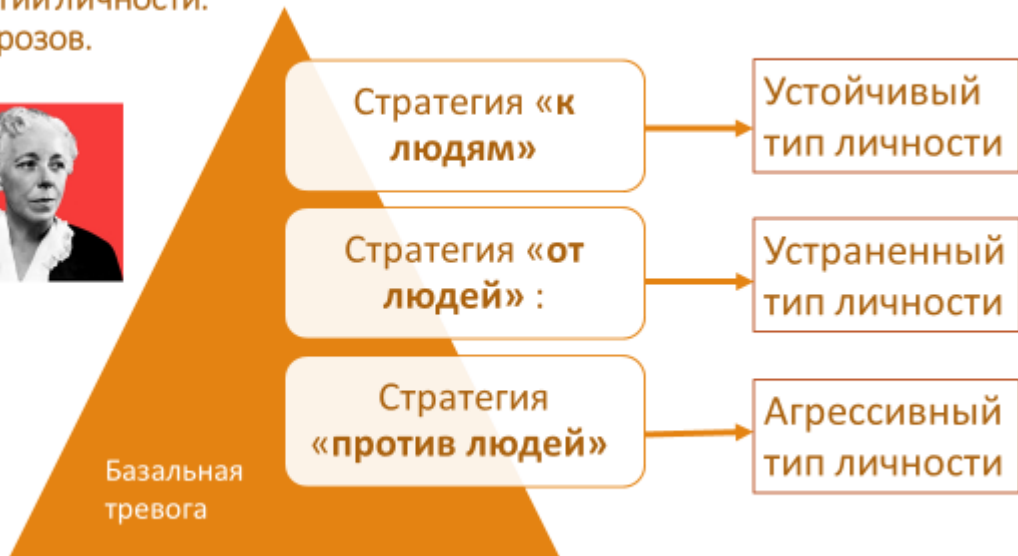 личности.
Стратегия «к
людям»
Устойчивый
тип личности
Стратегия «от
людей» :
Устраненный
тип личности
Стратегия
«против людей»
Агрессивный
тип личности
Базальная
тревога